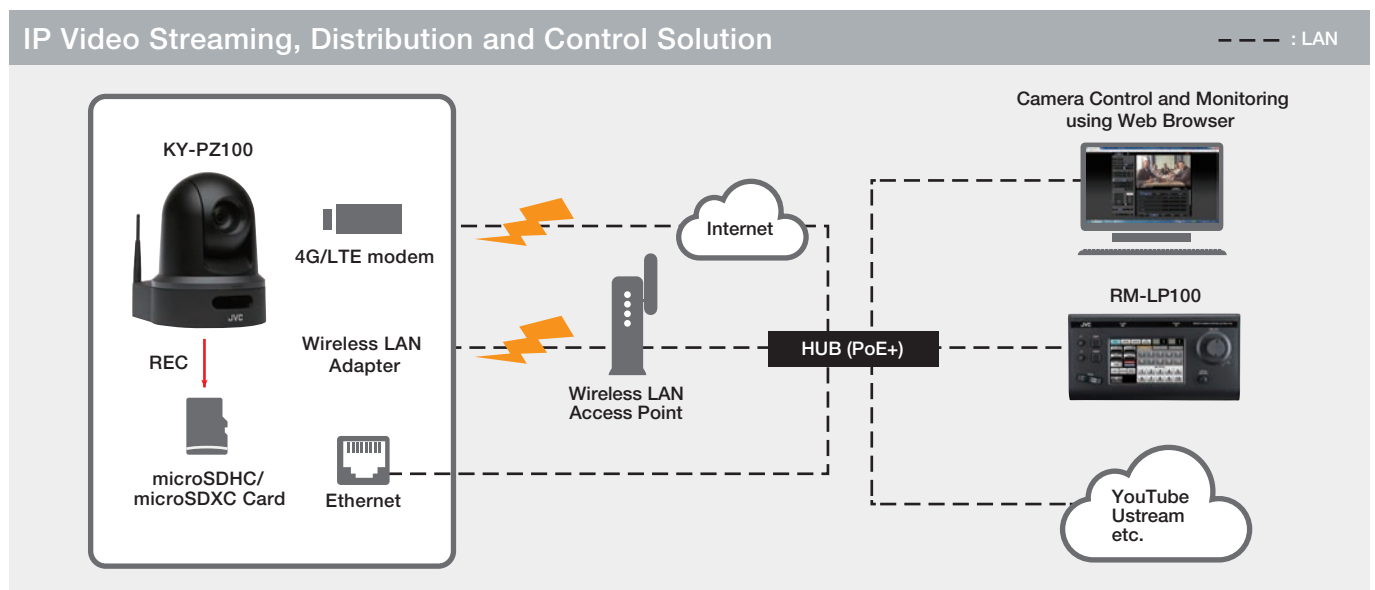 IP Video Streaming, Distribution and Control Solution
: LAN
KY-PZ100
JVC
4G/LTE modem
REC
Wireless LAN
Adapter
microSDHC/
microSDXC Card
Ethernet
Internet
Wireless LAN
Access Point
HUB (PoE+)
Camera Control and Monitoring
using Web Browser
RM-LP100
JVC
YouTube
Ustream
etc.